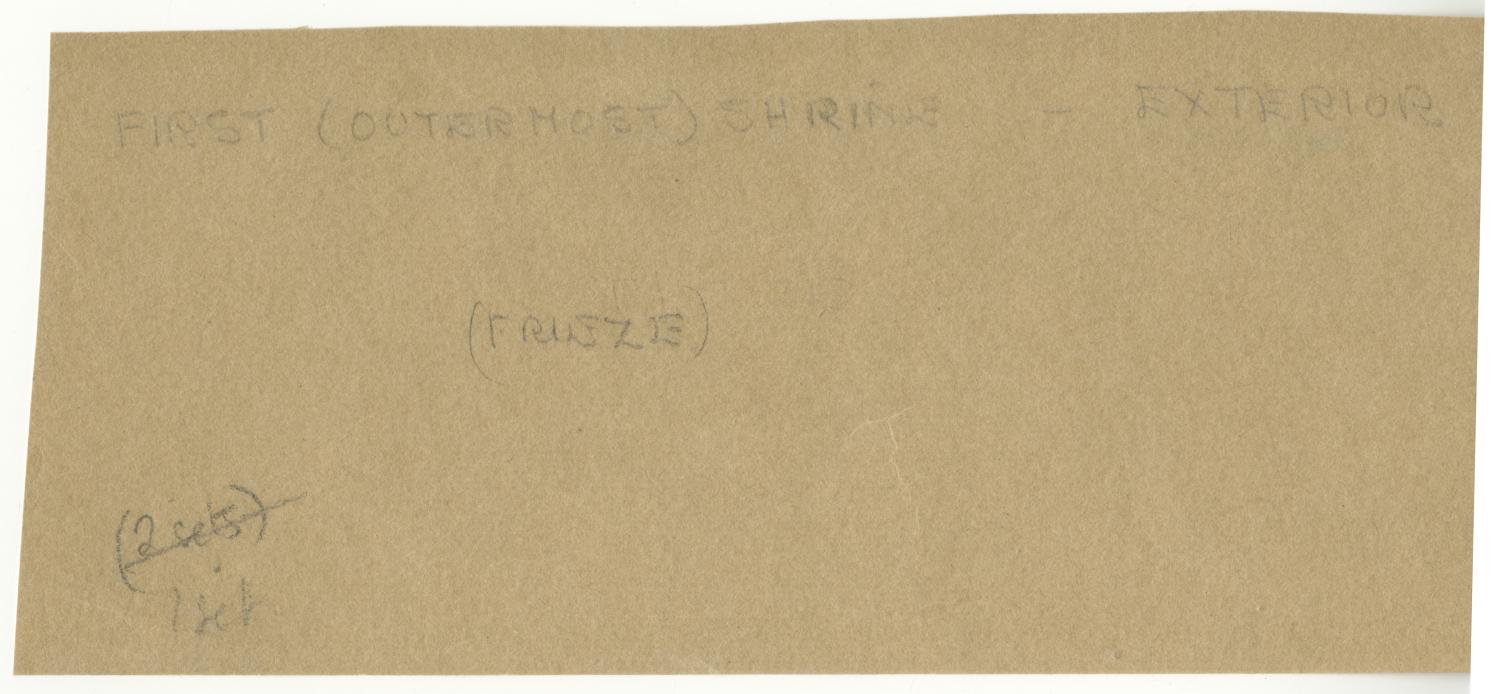 FIRST (OUTERMOST) SHRINE - EXTERIOR
(FRIEZE)
(2 sets)
1 set